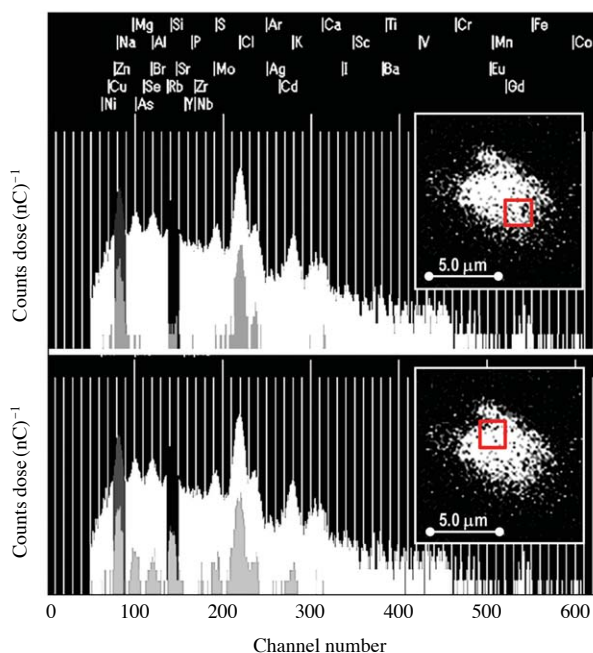 |Mg |Si |S |Ar |Ca |Ti |Cr |Fe
|Na |Al |P |Cl |K |Sc |V |Mn |Co
|Zn |Br |Sr |Mo |Ag |I |Ba |Eu
|Cu |Se |Rb |Zr |Cd |Gd
|Ni |As |Y |Nb
Counts dose (nC)⁻¹
5.0 μm
Counts dose (nC)⁻¹
5.0 μm
0 100 200 300 400 500 600
Channel number